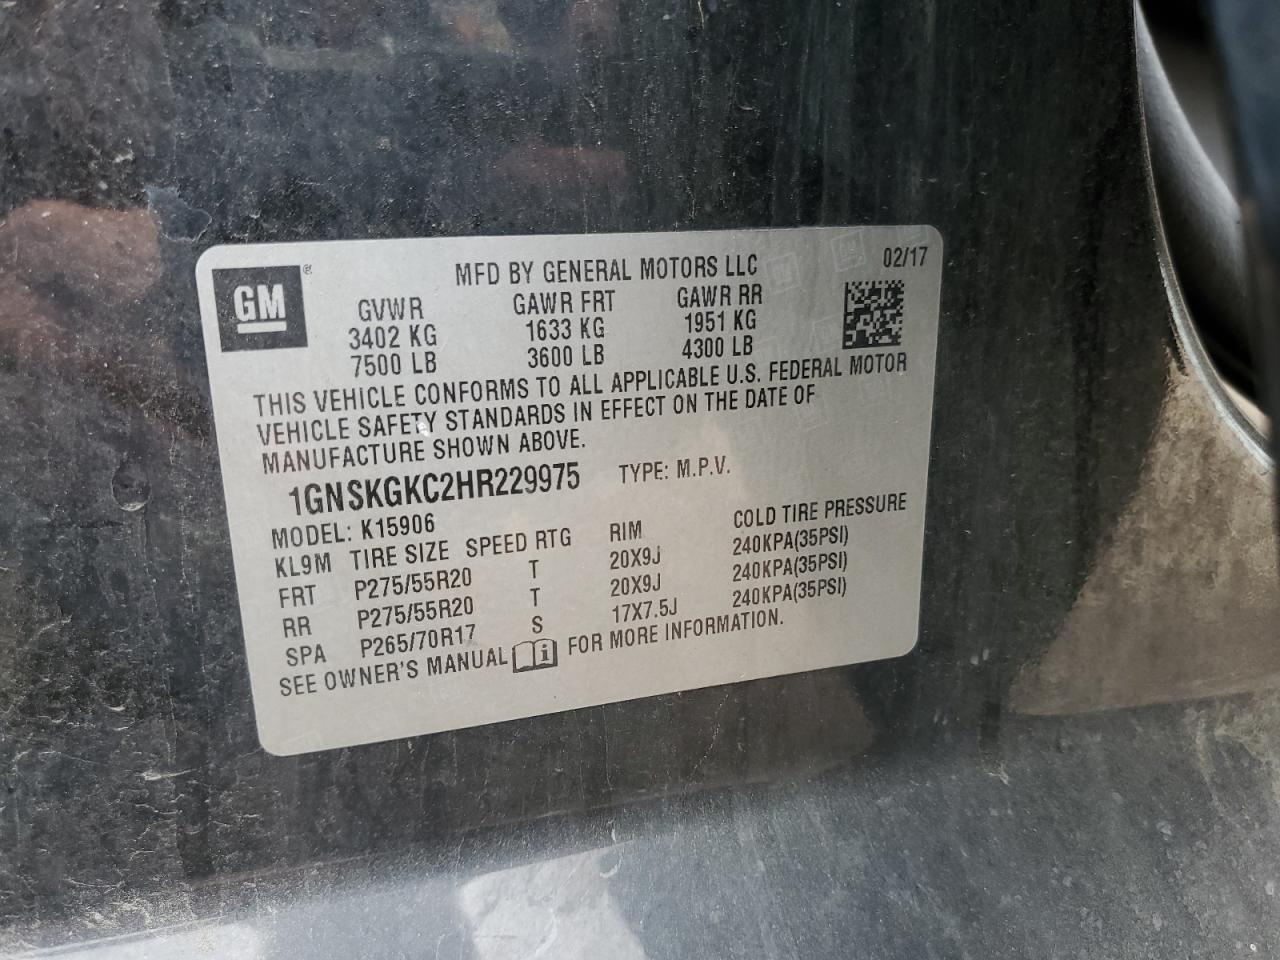 GM®
MFD BY GENERAL MOTORS LLC 02/17
GVWR GAWR FRT GAWR RR
3402 KG 1633 KG 1951 KG
7500 LB 3600 LB 4300 LB
THIS VEHICLE CONFORMS TO ALL APPLICABLE U.S. FEDERAL MOTOR
VEHICLE SAFETY STANDARDS IN EFFECT ON THE DATE OF
MANUFACTURE SHOWN ABOVE.
1GNSKGKC2HR229975 TYPE: M.P.V.
MODEL: K15906
KL9M TIRE SIZE SPEED RTG RIM COLD TIRE PRESSURE
FRT P275/55R20 T 20X9J 240KPA(35PSI)
RR P275/55R20 T 20X9J 240KPA(35PSI)
SPA P265/70R17 S 17X7.5J 240KPA(35PSI)
SEE OWNER'S MANUAL i FOR MORE INFORMATION.